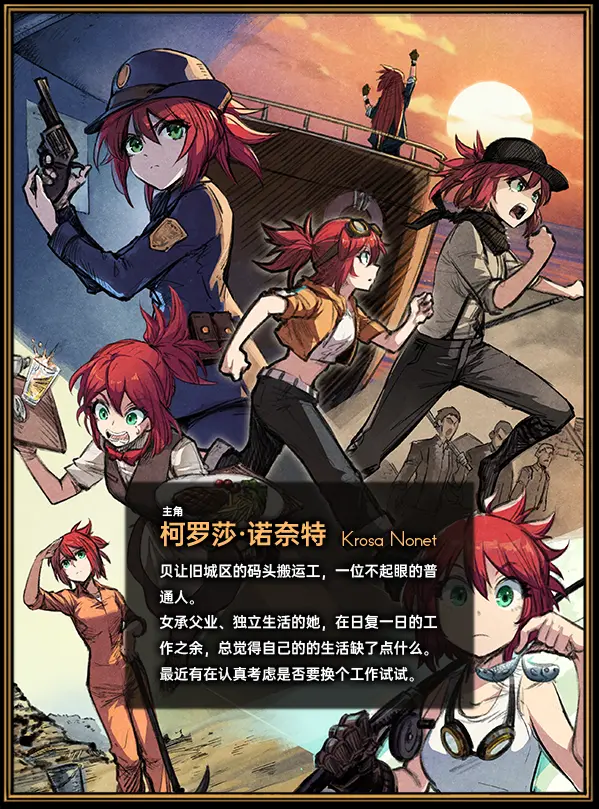 主角
柯罗莎·诺奈特 Krosa Nonet
贝让旧城区的码头搬运工，一位不起眼的普
通人。
女承父业、独立生活的她，在日复一日的工
作之余，总觉得自己的的生活缺了点什么。
最近有在认真考虑是否要换个工作试试。